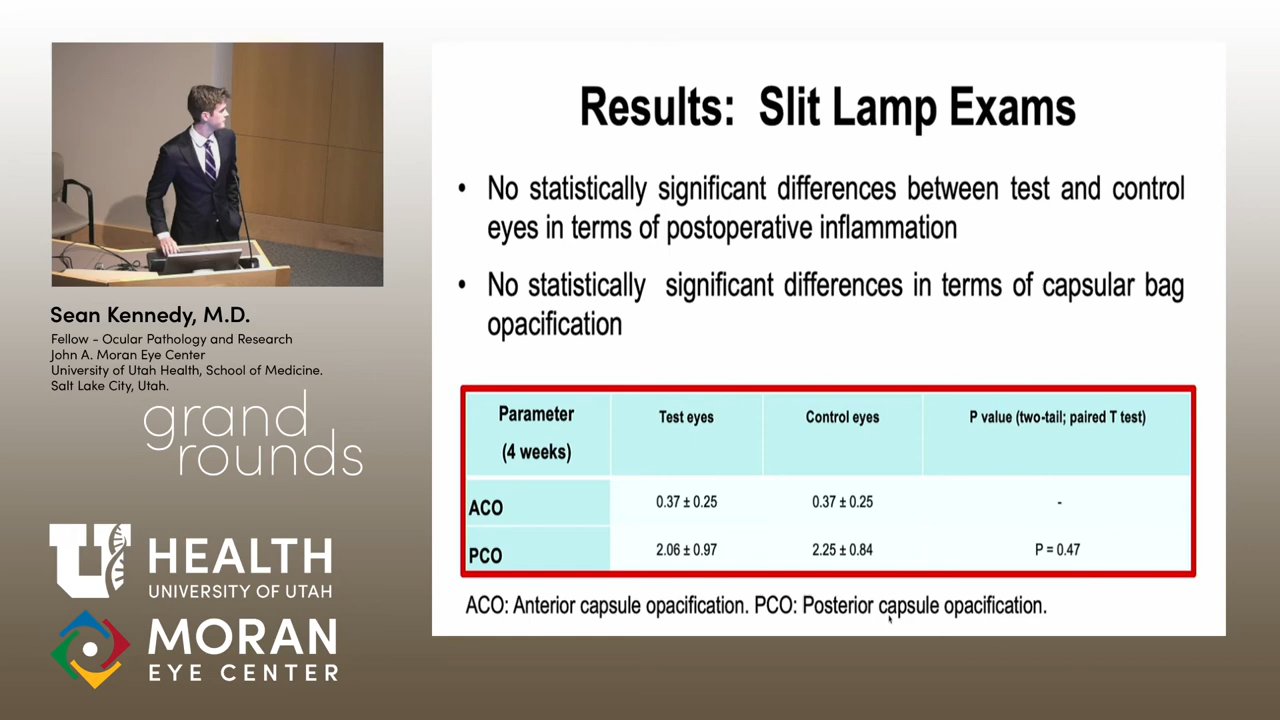 Results: Slit Lamp Exams
• No statistically significant differences between test and control
eyes in terms of postoperative inflammation
• No statistically significant differences in terms of capsular bag
opacification
Parameter
(4 weeks)
Test eyes
Control eyes
P value (two-tail; paired T test)
ACO
0.37 ± 0.25
0.37 ± 0.25
-
PCO
2.06 ± 0.97
2.25 ± 0.84
P = 0.47
ACO: Anterior capsule opacification. PCO: Posterior capsule opacification.
Sean Kennedy, M.D.
Fellow - Ocular Pathology and Research
John A. Moran Eye Center
University of Utah Health, School of Medicine.
Salt Lake City, Utah.
grand
rounds
U HEALTH
UNIVERSITY OF UTAH
MORAN
EYE CENTER